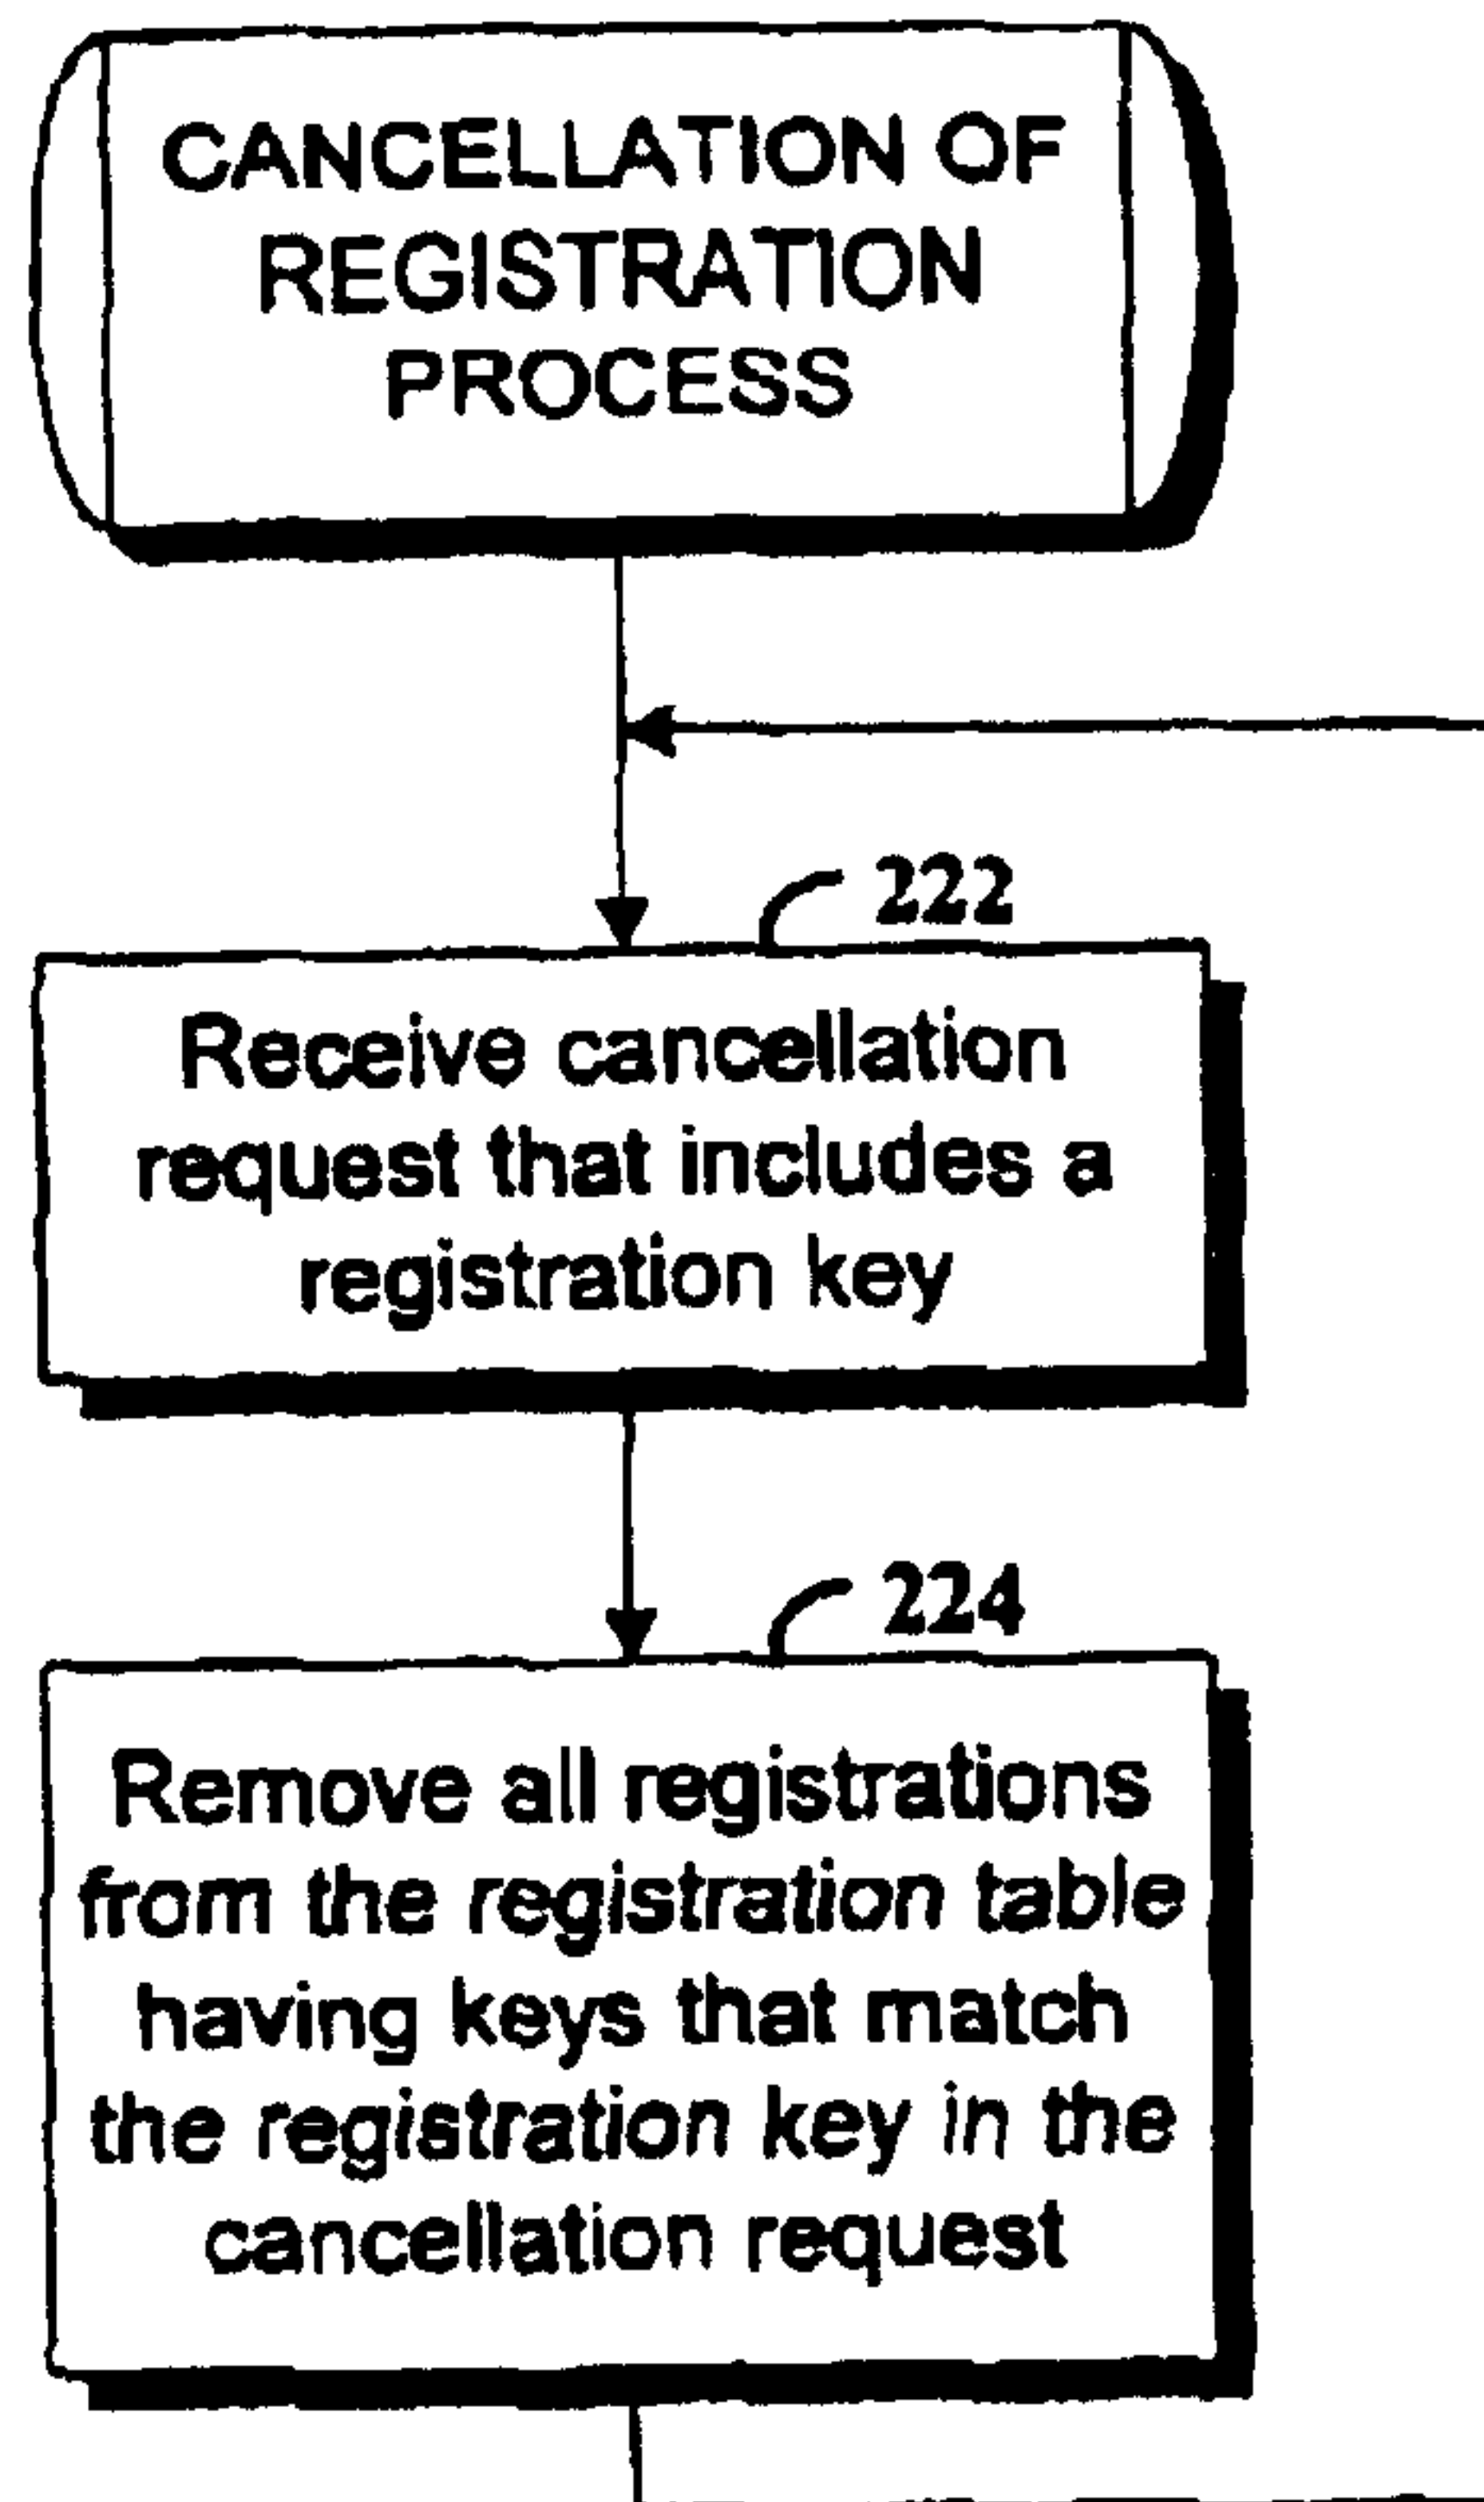 CANCELLATION OF
REGISTRATION
PROCESS
222
Receive cancellation
request that includes a
registration key
224
Remove all registrations
from the registration table
having keys that match
the registration key in the
cancellation request